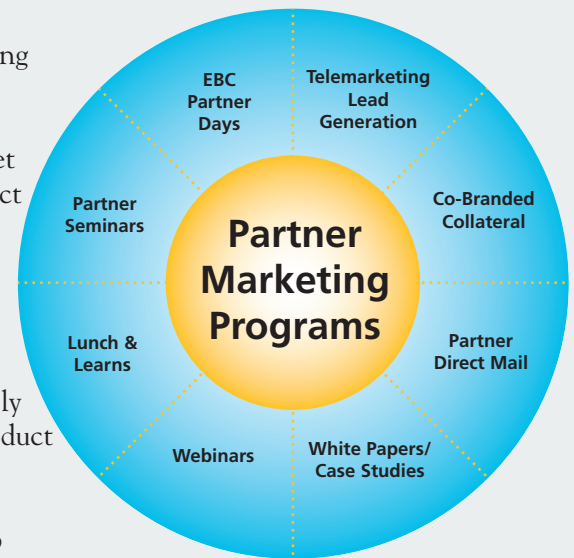 EBC
Partner
Days
Telemarketing
Lead
Generation
Co-Branded
Collateral
Partner
Direct Mail
White Papers/
Case Studies
Webinars
Lunch &
Learns
Partner
Seminars
Partner
Marketing
Programs